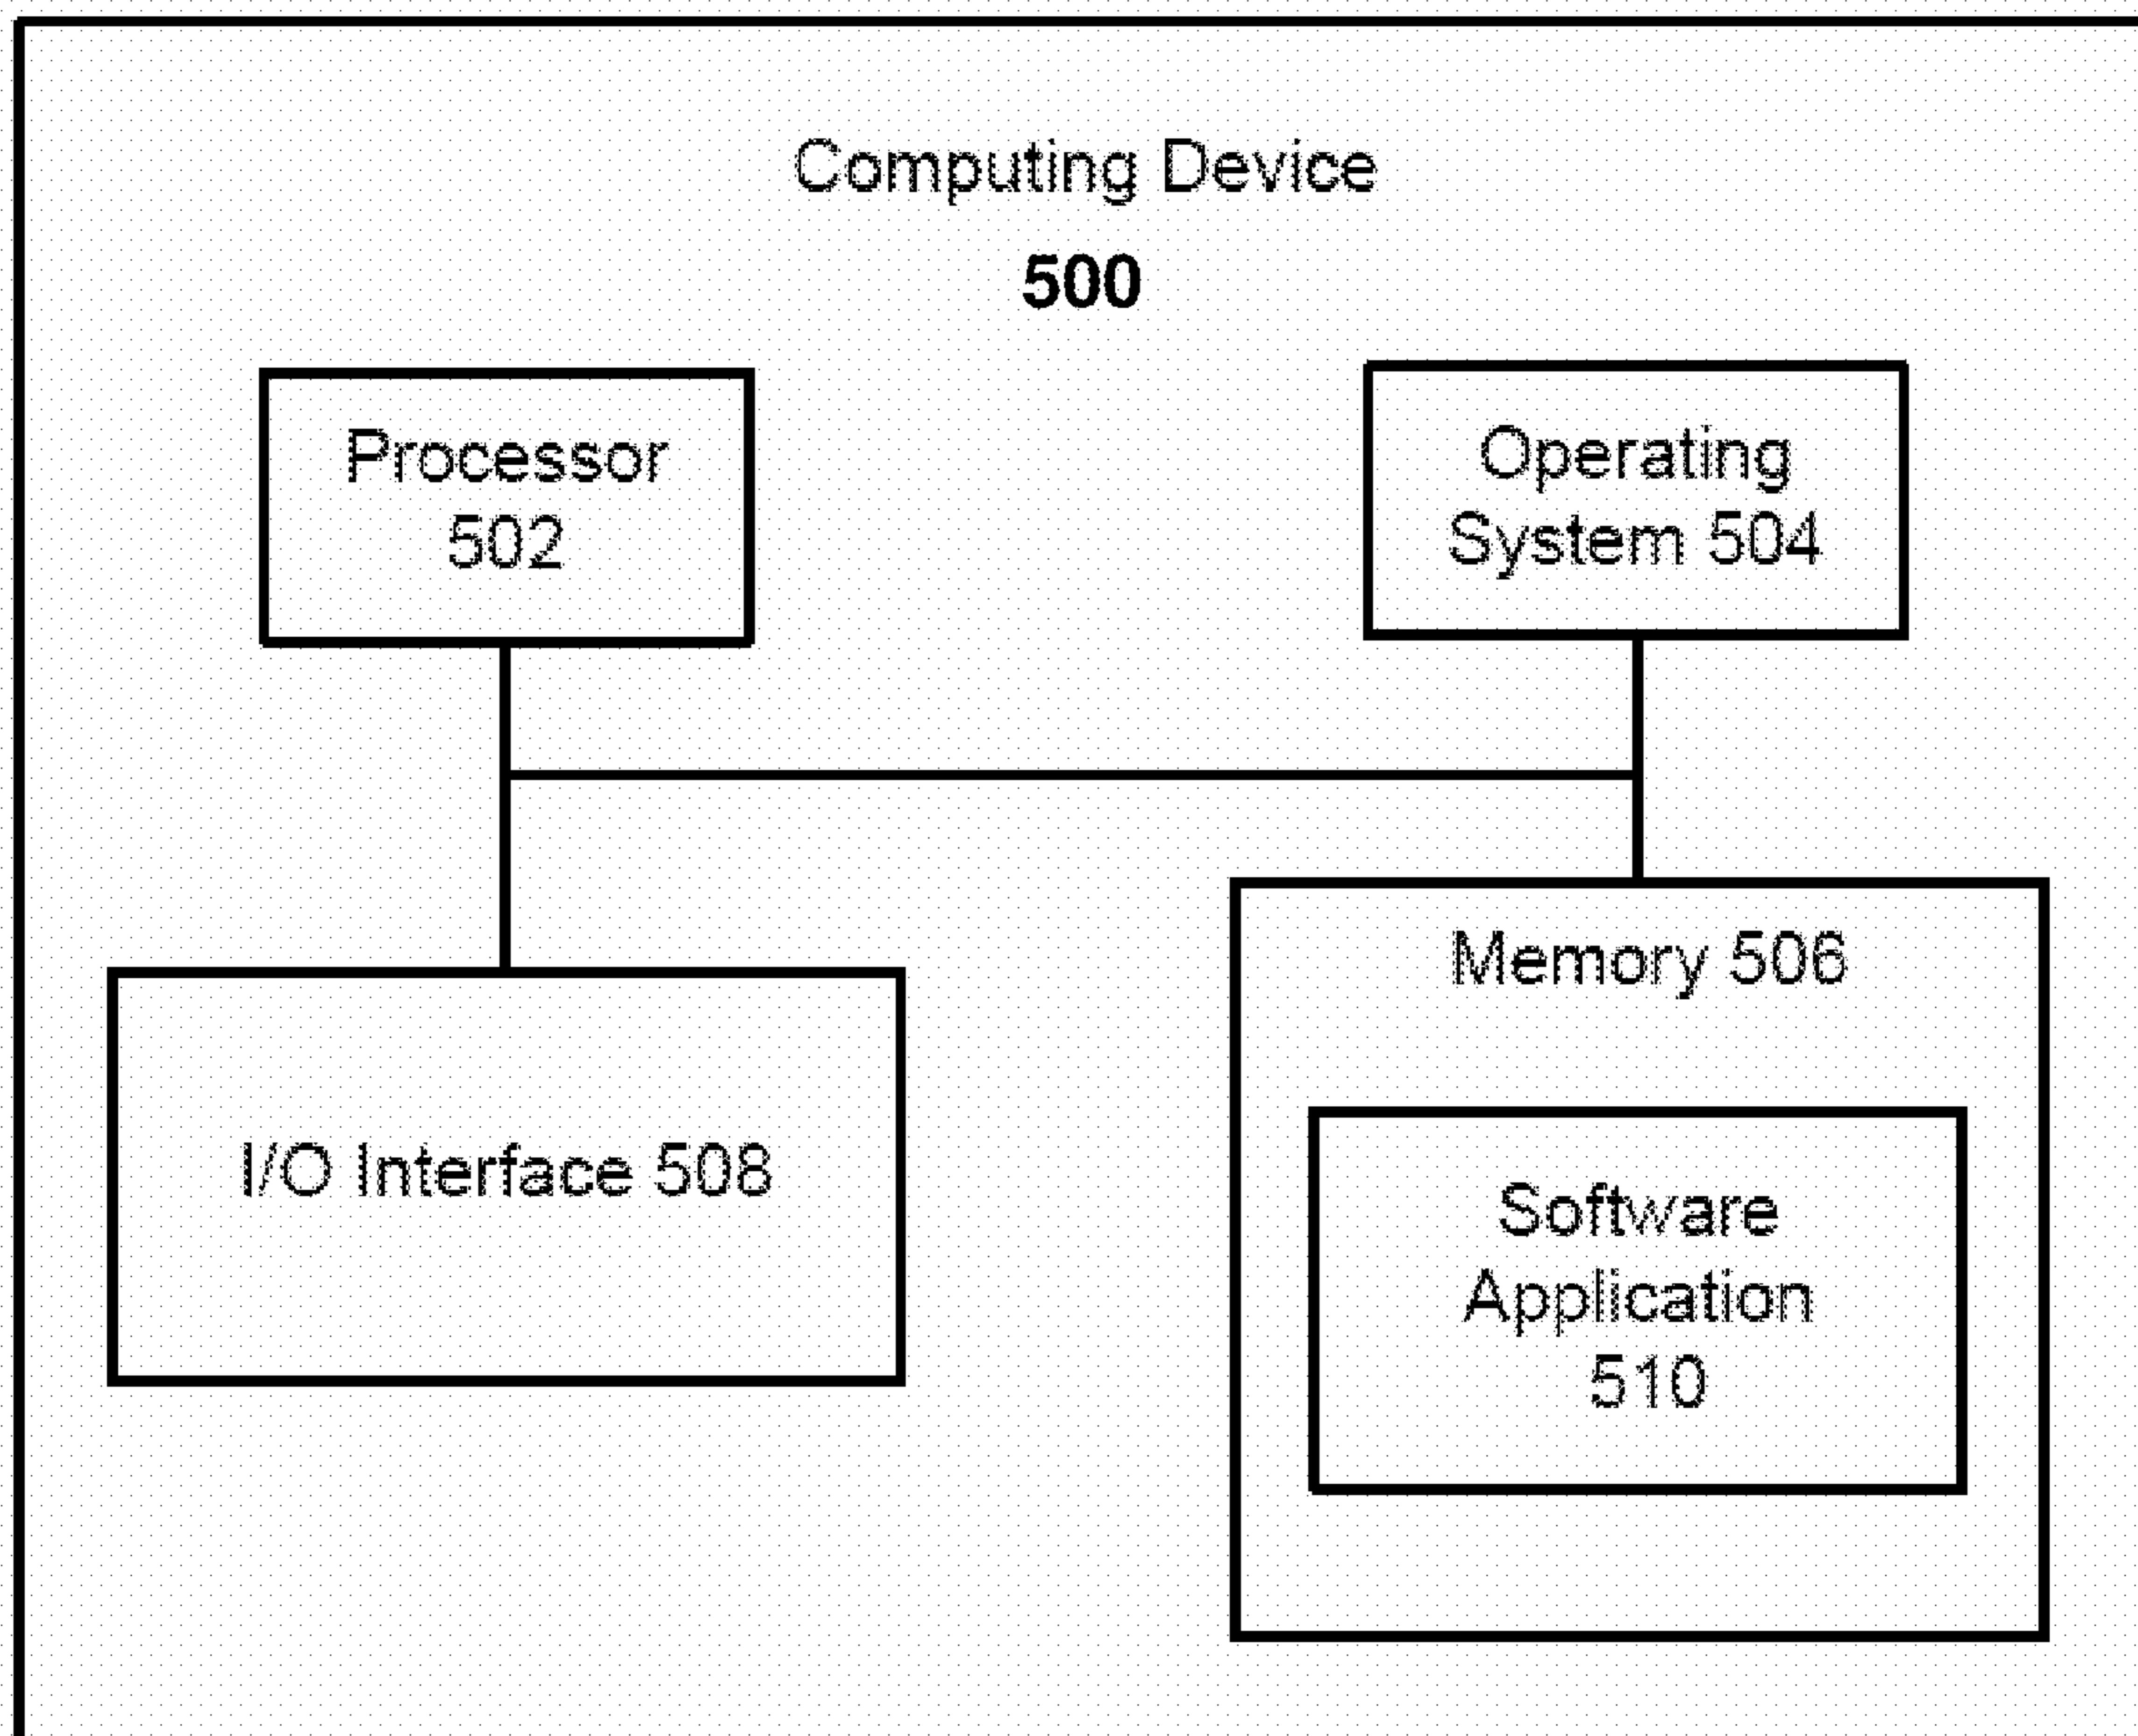 Computing Device
500
Processor
502
Operating
System 504
I/O Interface 508
Memory 506
Software
Application
510